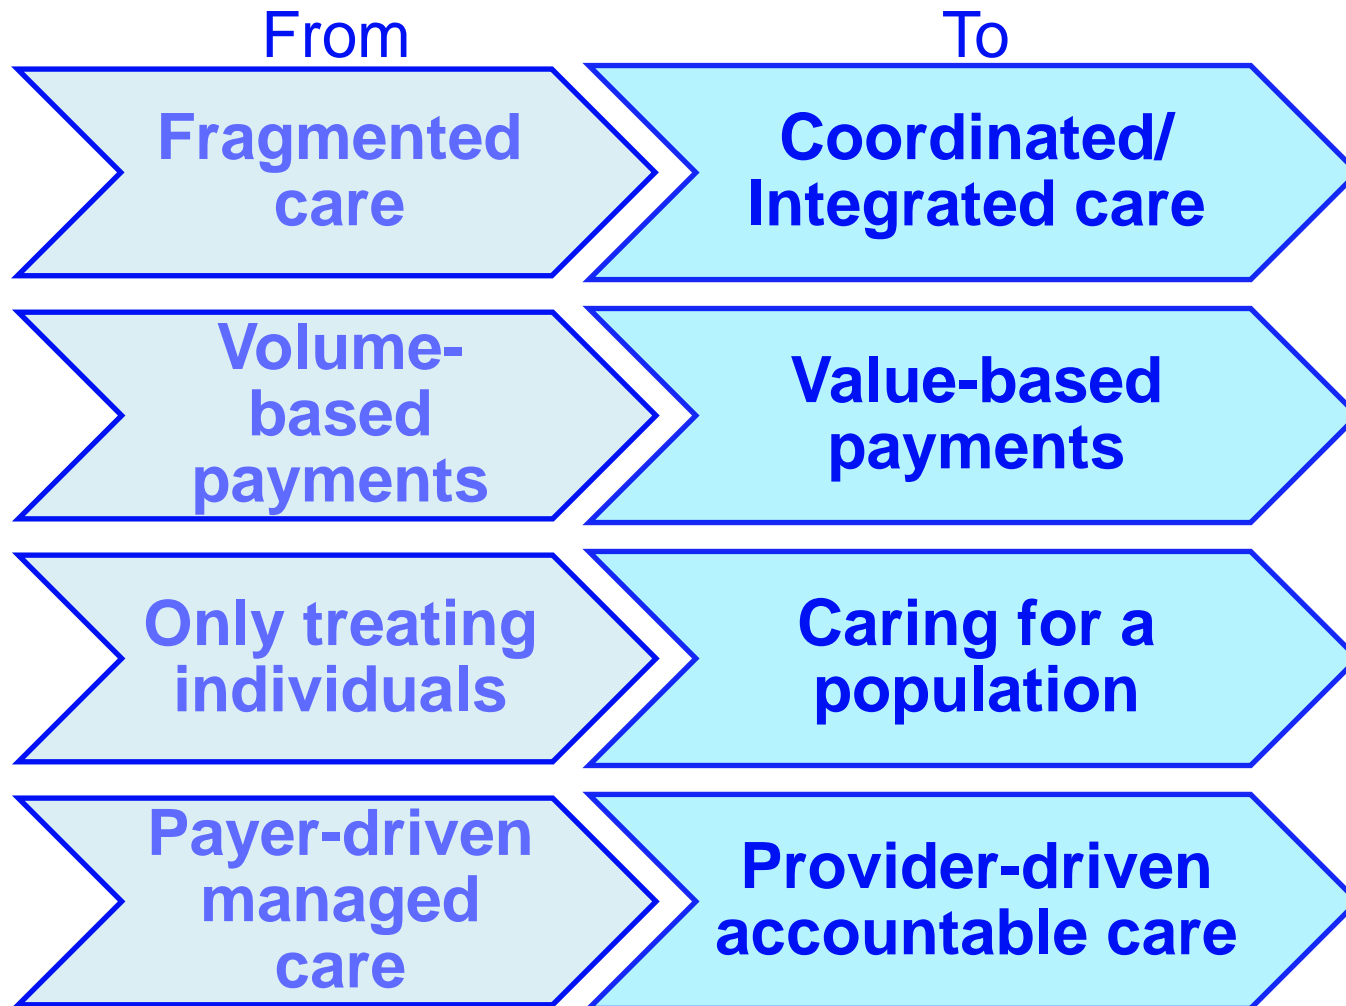 From
To
Fragmented
care
Coordinated/
Integrated care
Volume-
based
payments
Value-based
payments
Only treating
individuals
Caring for a
population
Payer-driven
managed
care
Provider-driven
accountable care